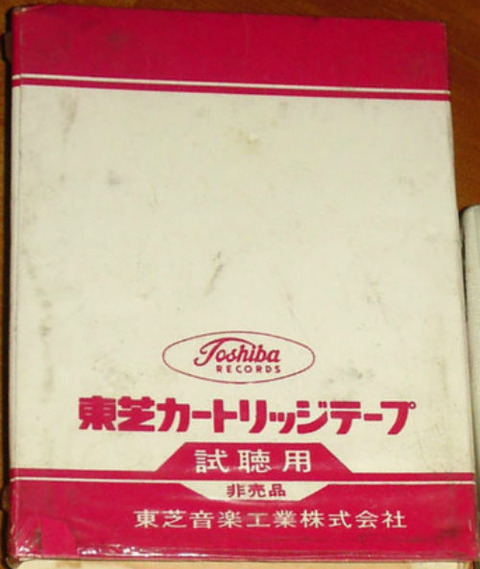 Toshiba
RECORDS
東芝カートリッジテープ
試聴用
非売品
東芝音楽工業株式会社